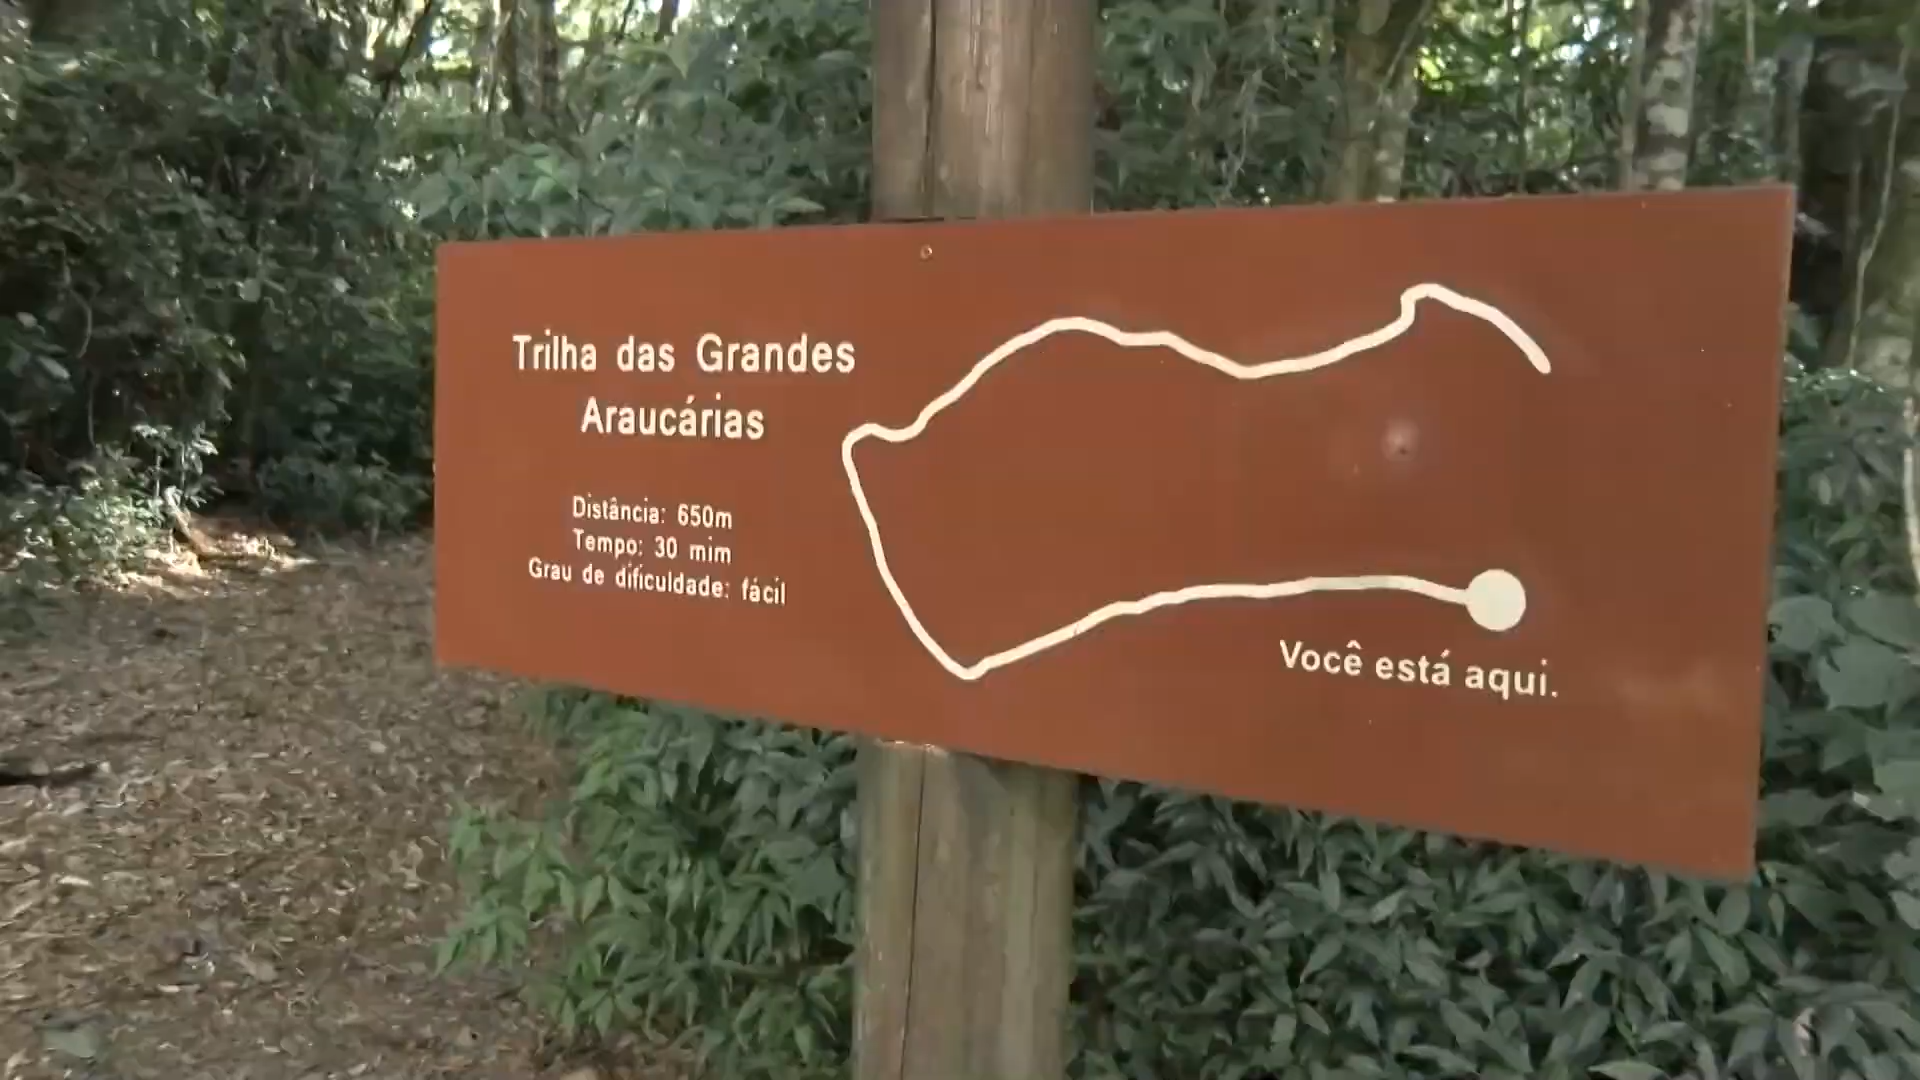 Trilha das Grandes
Araucárias
Distância: 650m
Tempo: 30 mim
Grau de dificuldade: fácil
Você está aqui.